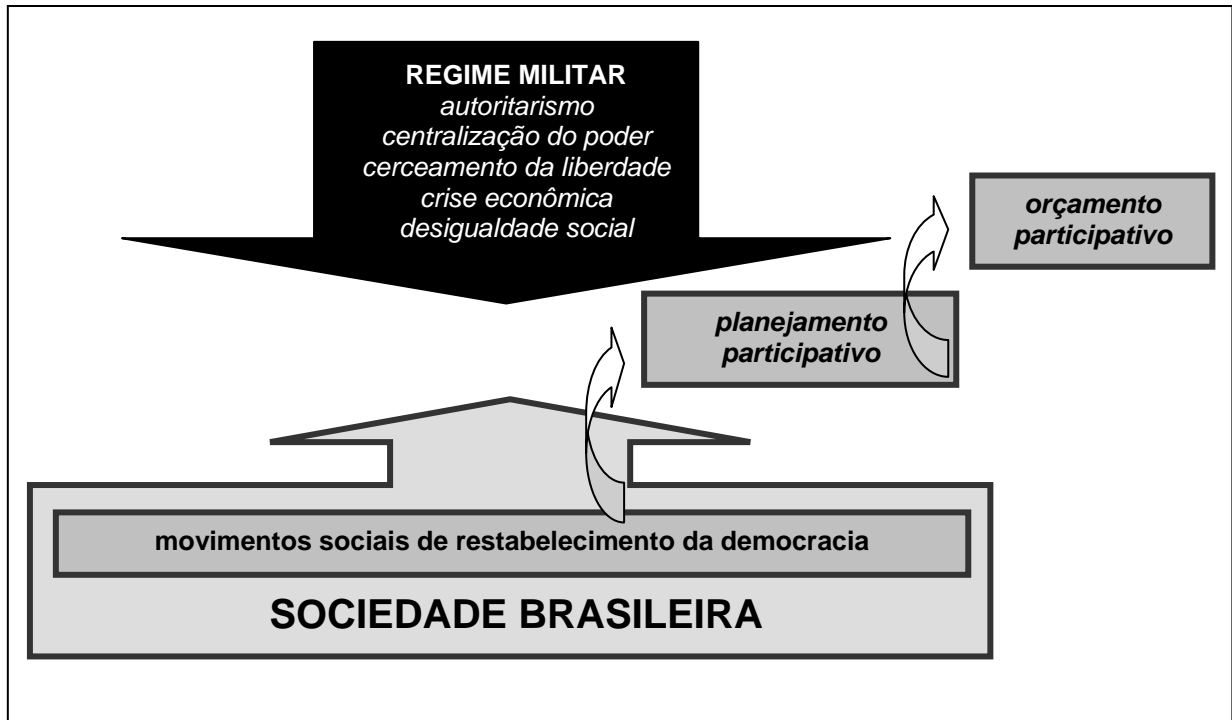 REGIME MILITAR
autoritarismo
centralização do poder
cerceamento da liberdade
crise econômica
desigualdade social
orçamento
participativo
planejamento
participativo
movimentos sociais de restabelecimento da democracia
SOCIEDADE BRASILEIRA